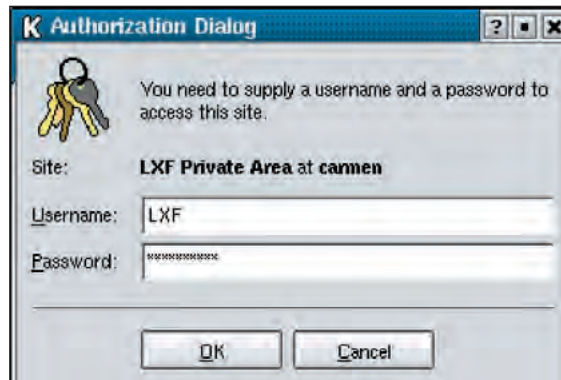 K Authorization Dialog
You need to supply a username and a password to
access this site.
Site: LXF Private Area at carmen
Username: LXF
Password: **********
OK Cancel